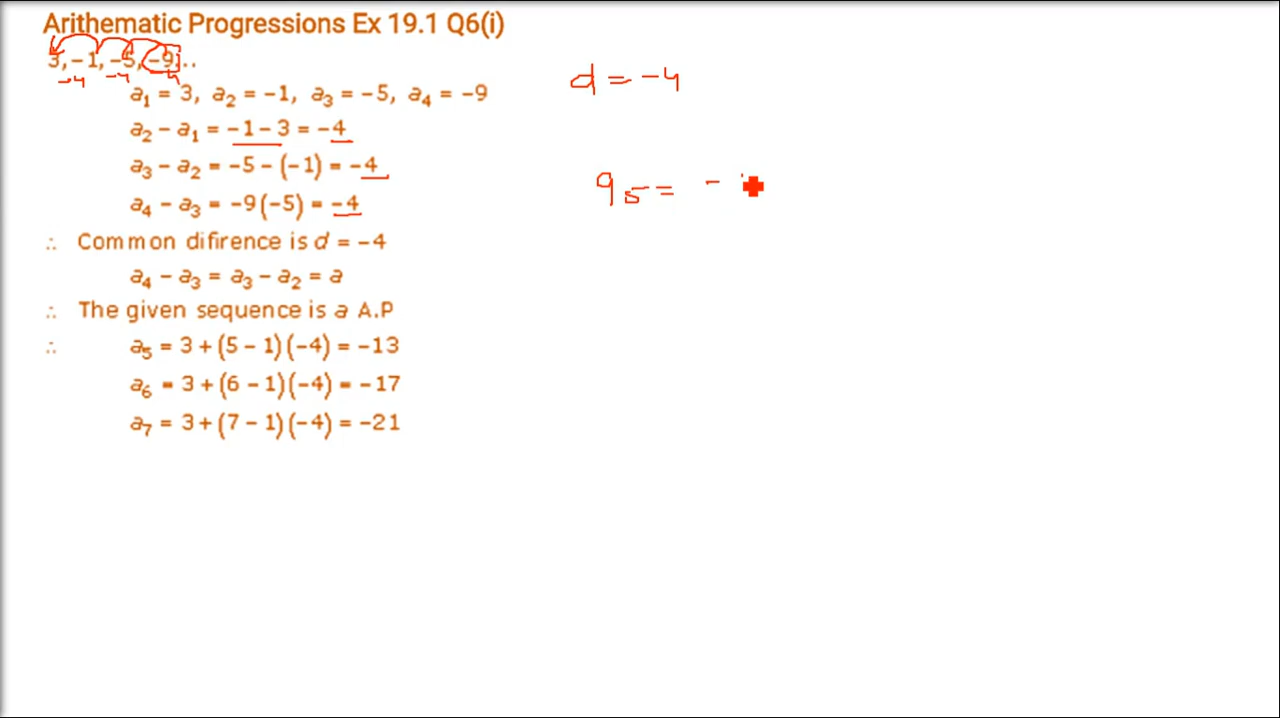 Arithematic Progressions Ex 19.1 Q6(i)
3, -1, -5, -9, ...
-4 -4 -4
a₁ = 3, a₂ = -1, a₃ = -5, a₄ = -9
d = -4
a₂ - a₁ = -1 - 3 = -4
a₃ - a₂ = -5 - (-1) = -4
a₅ = -
a₄ - a₃ = -9(-5) = -4
∴ Common difirence is d = -4
a₄ - a₃ = a₃ - a₂ = a
∴ The given sequence is a A.P
∴ a₅ = 3 + (5 - 1)(-4) = -13
a₆ = 3 + (6 - 1)(-4) = -17
a₇ = 3 + (7 - 1)(-4) = -21